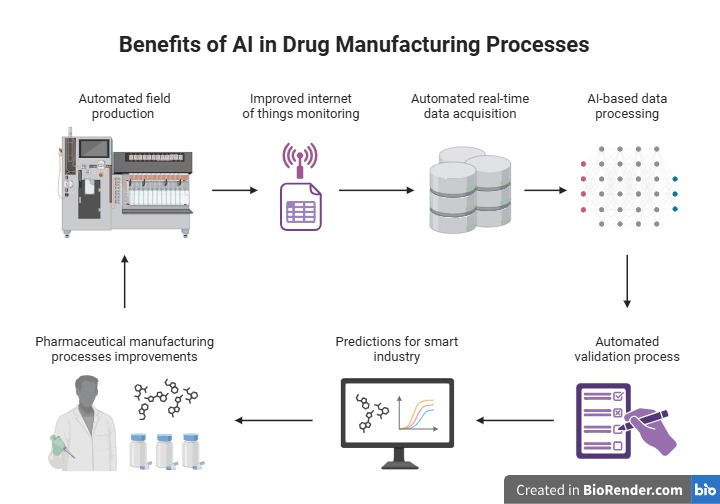 Benefits of AI in Drug Manufacturing Processes
Automated field
production
Improved internet
of things monitoring
Automated real-time
data acquisition
AI-based data
processing
Pharmaceutical manufacturing
processes improvements
Predictions for smart
industry
Automated
validation process
Created in BioRender.com bio